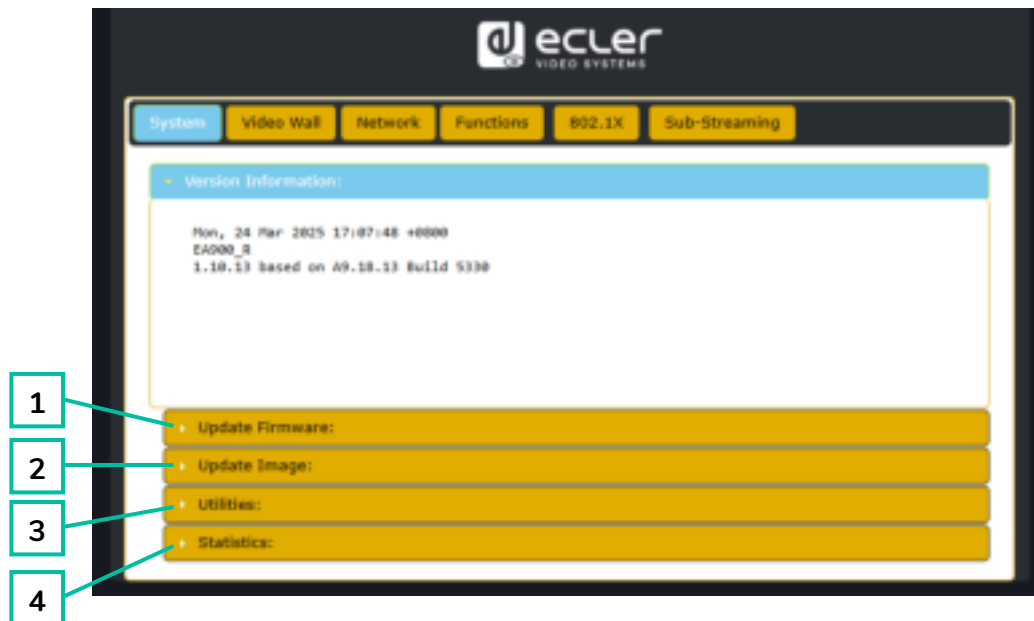 ecler
VIDEO SYSTEMS
System Video Wall Network Functions 802.1X Sub-Streaming
Version Information:
Mon, 24 Mar 2025 17:07:48 +0800
EA900_R
1.10.13 based on A9.18.13 Build 5330
1 Update Firmware:
2 Update Image:
3 Utilities:
4 Statistics: